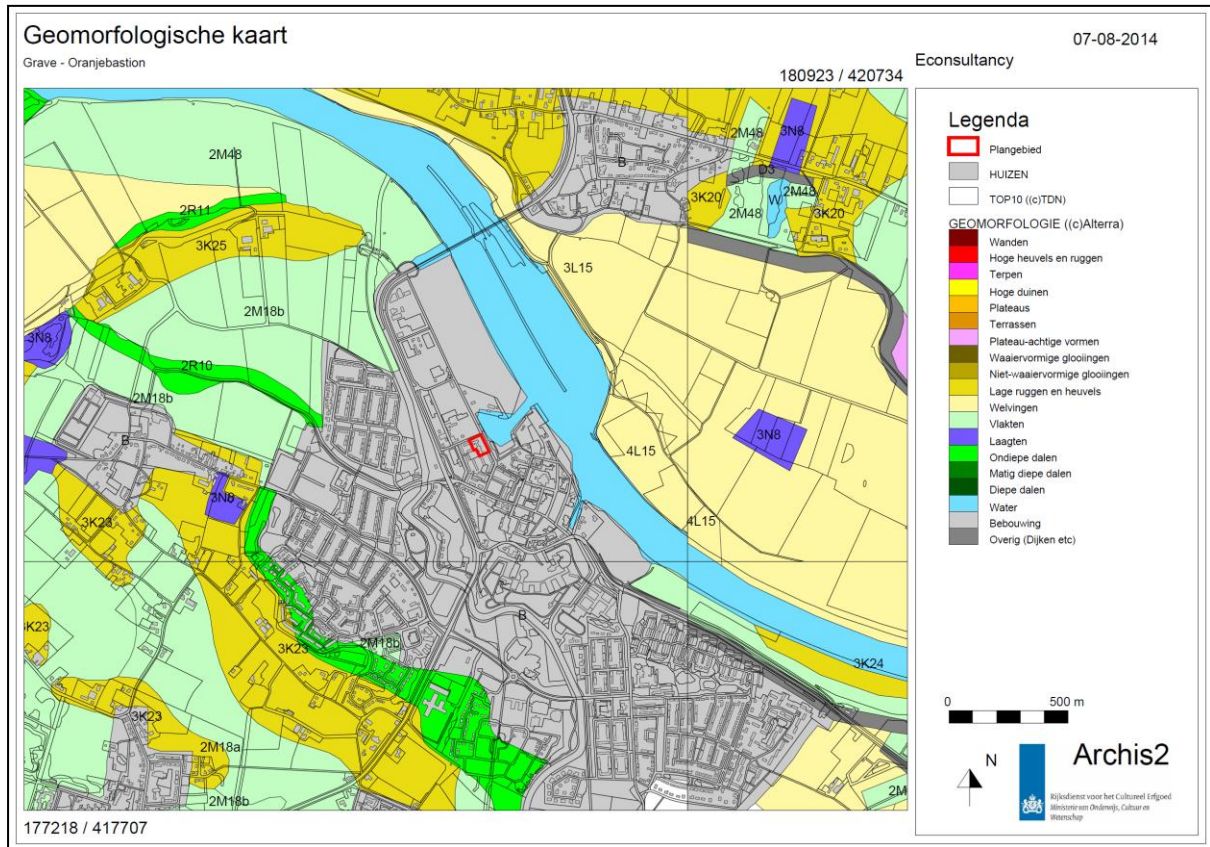 Geomorfologische kaart
07-08-2014
Grave - Oranjebastion
Econsultancy
180923 / 420734
2M48
2R11
3K25
2M18b
3N8
2R10
2M18b
B
3N8
3K23
3K23
3K23
2M18b
3K23
2M18a
2M18b
B
2M48
3N8
D3
2M48
W
3K20
2M48
3K20
3L15
3N8
4L15
4L15
B
3K24
2M
177218 / 417707
Legenda
Plangebied
HUIZEN
TOP10 ((c)TDN)
GEOMORFOLOGIE ((c)Alterra)
Wanden
Hoge heuvels en ruggen
Terpen
Hoge duinen
Plateaus
Terrassen
Plateau-achtige vormen
Waaiervormige glooiingen
Niet-waaiervormige glooiingen
Lage ruggen en heuvels
Welvingen
Vlakten
Laagten
Ondiepe dalen
Matig diepe dalen
Diepe dalen
Water
Bebouwing
Overig (Dijken etc)
0 500 m
N
Archis2
Rijksdienst voor het Cultureel Erfgoed
Ministerie van Onderwijs, Cultuur en
Wetenschap